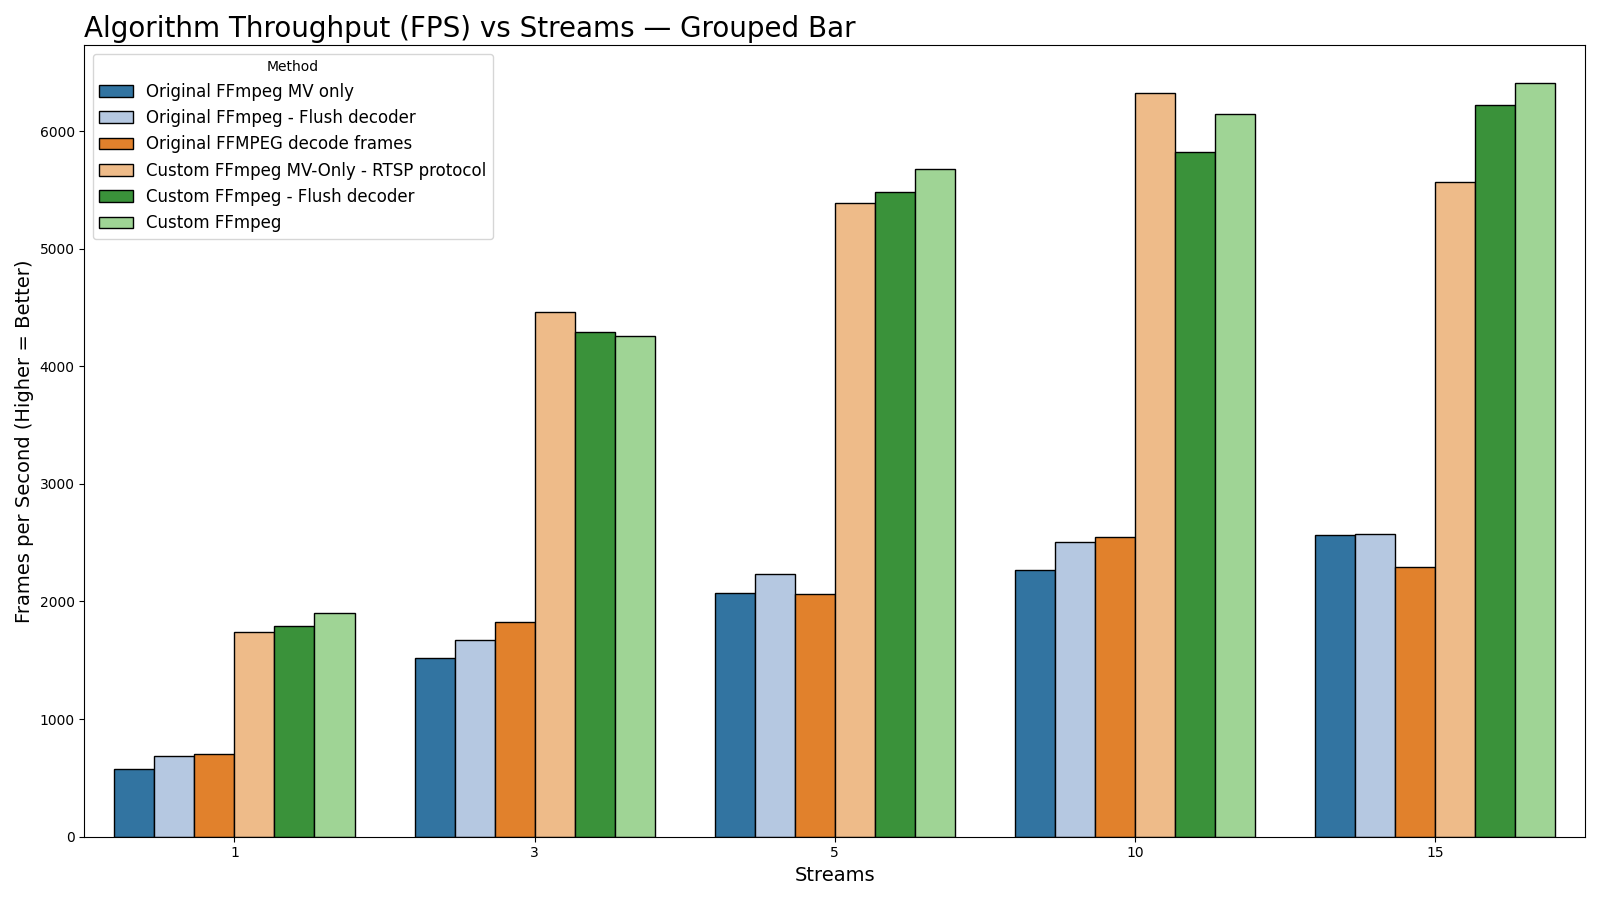 Algorithm Throughput (FPS) vs Streams — Grouped Bar
Method
Original FFmpeg MV only
Original FFmpeg - Flush decoder
Original FFMPEG decode frames
Custom FFmpeg MV-Only - RTSP protocol
Custom FFmpeg - Flush decoder
Custom FFmpeg
Frames per Second (Higher = Better)
6000
5000
4000
3000
2000
1000
0
1 3 5 10 15
Streams